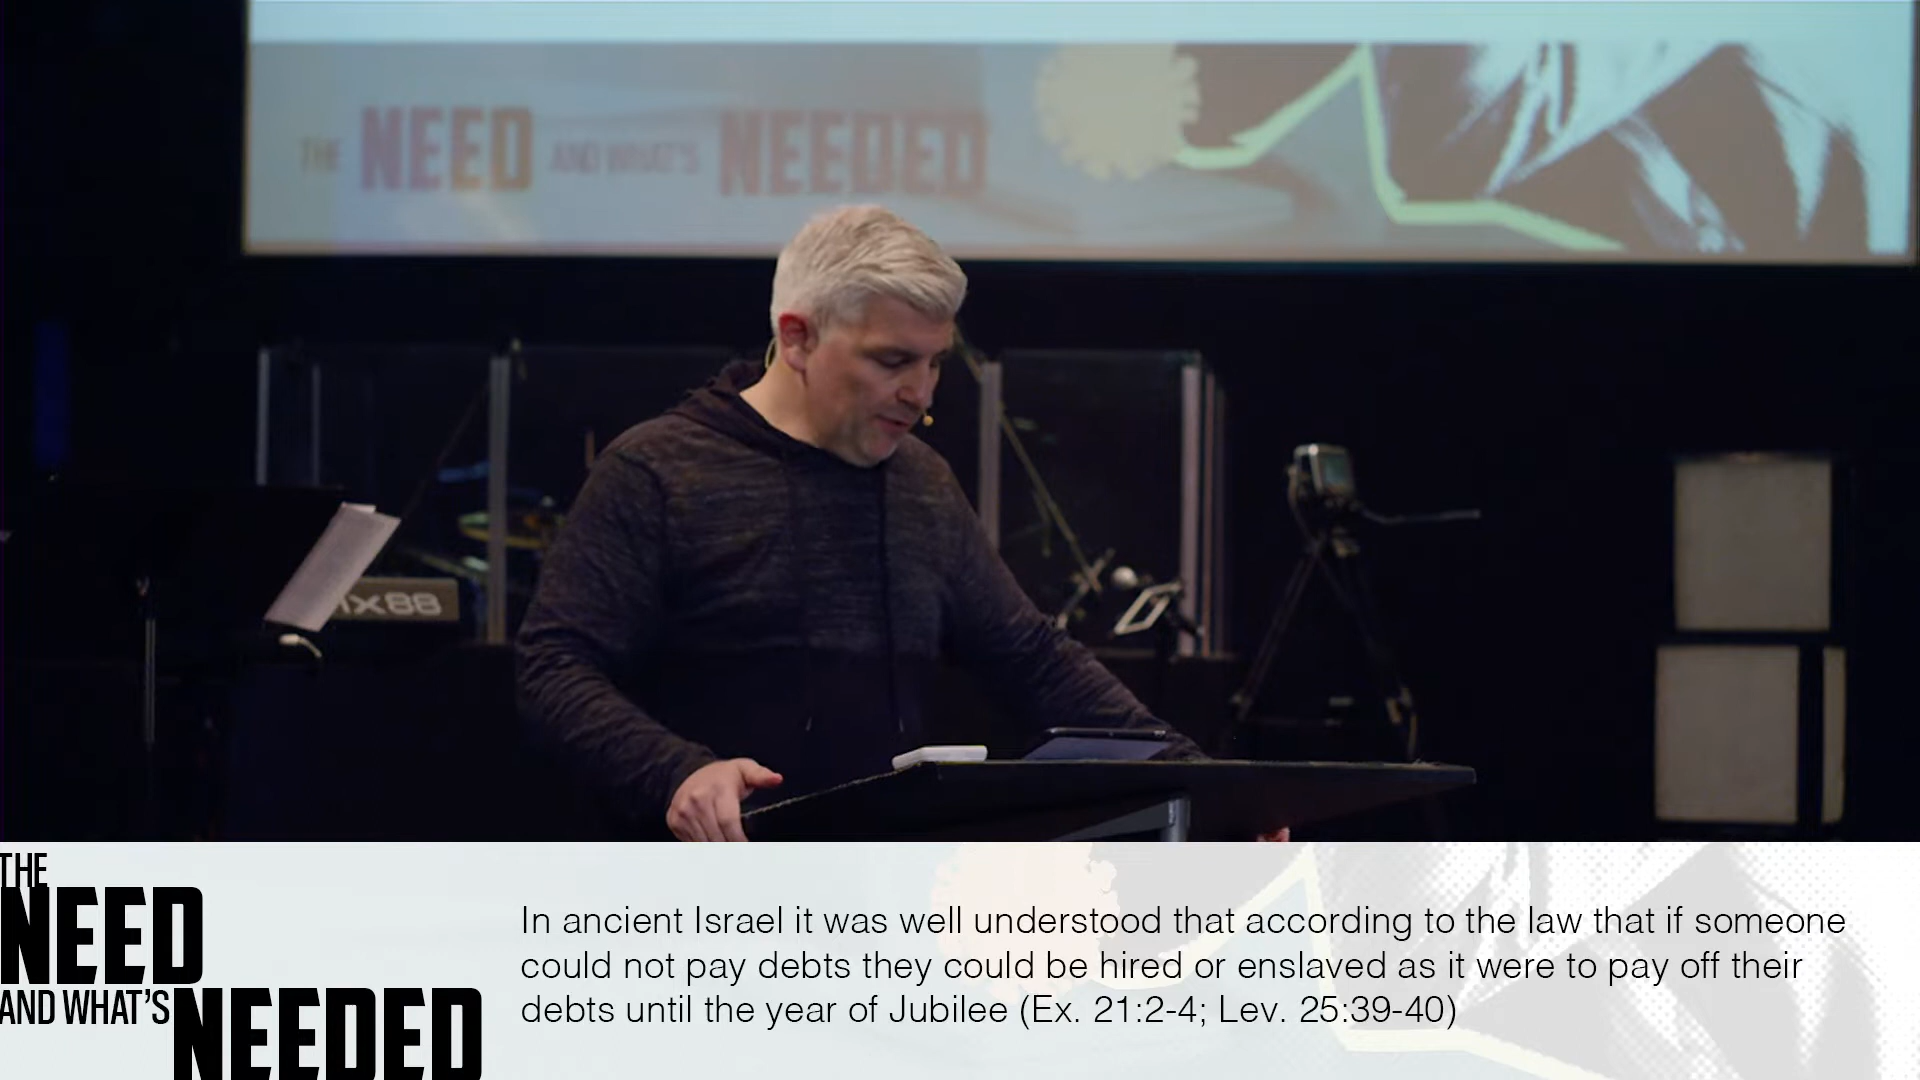 THE NEED AND WHAT'S NEEDED
IX88
THE
NEED
AND WHAT'S
NEEDED
In ancient Israel it was well understood that according to the law that if someone
could not pay debts they could be hired or enslaved as it were to pay off their
debts until the year of Jubilee (Ex. 21:2-4; Lev. 25:39-40)